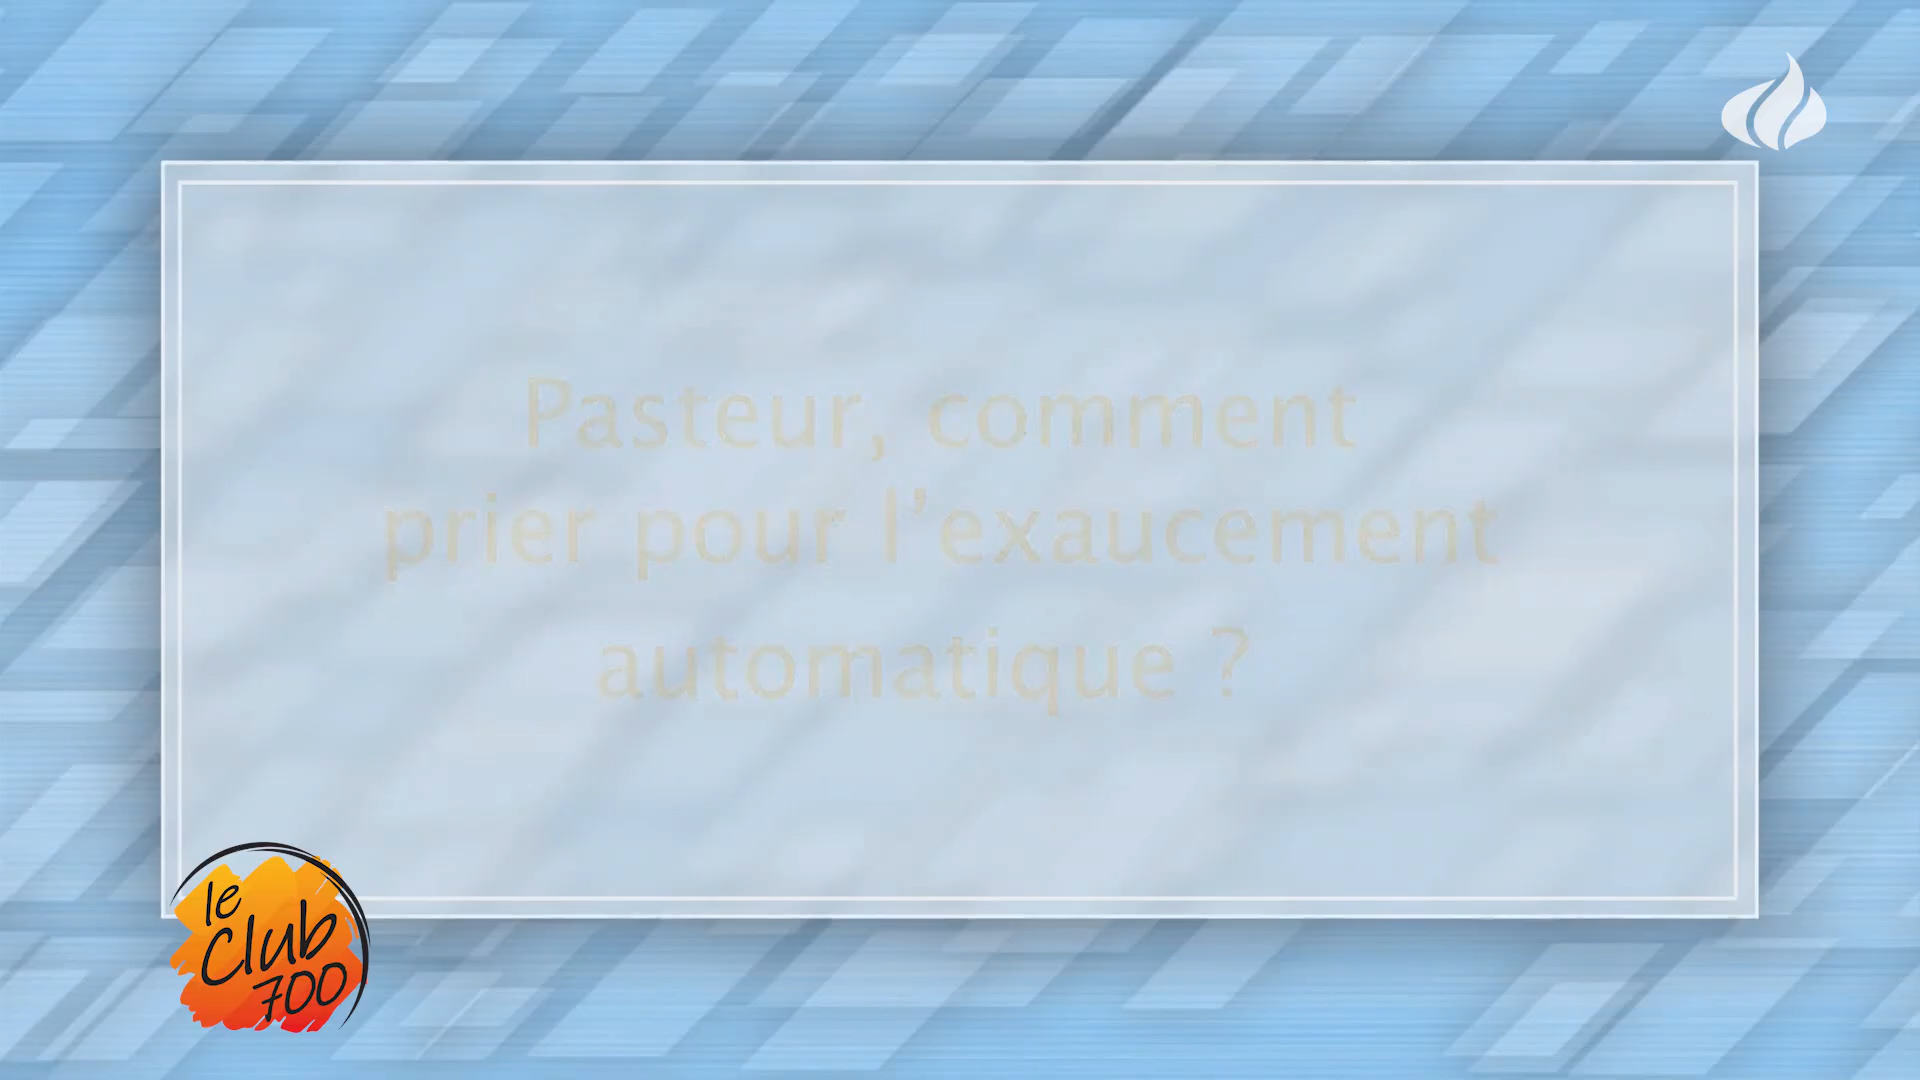 Pasteur, comment
prier pour l’exaucement
automatique ?
le
Club
700